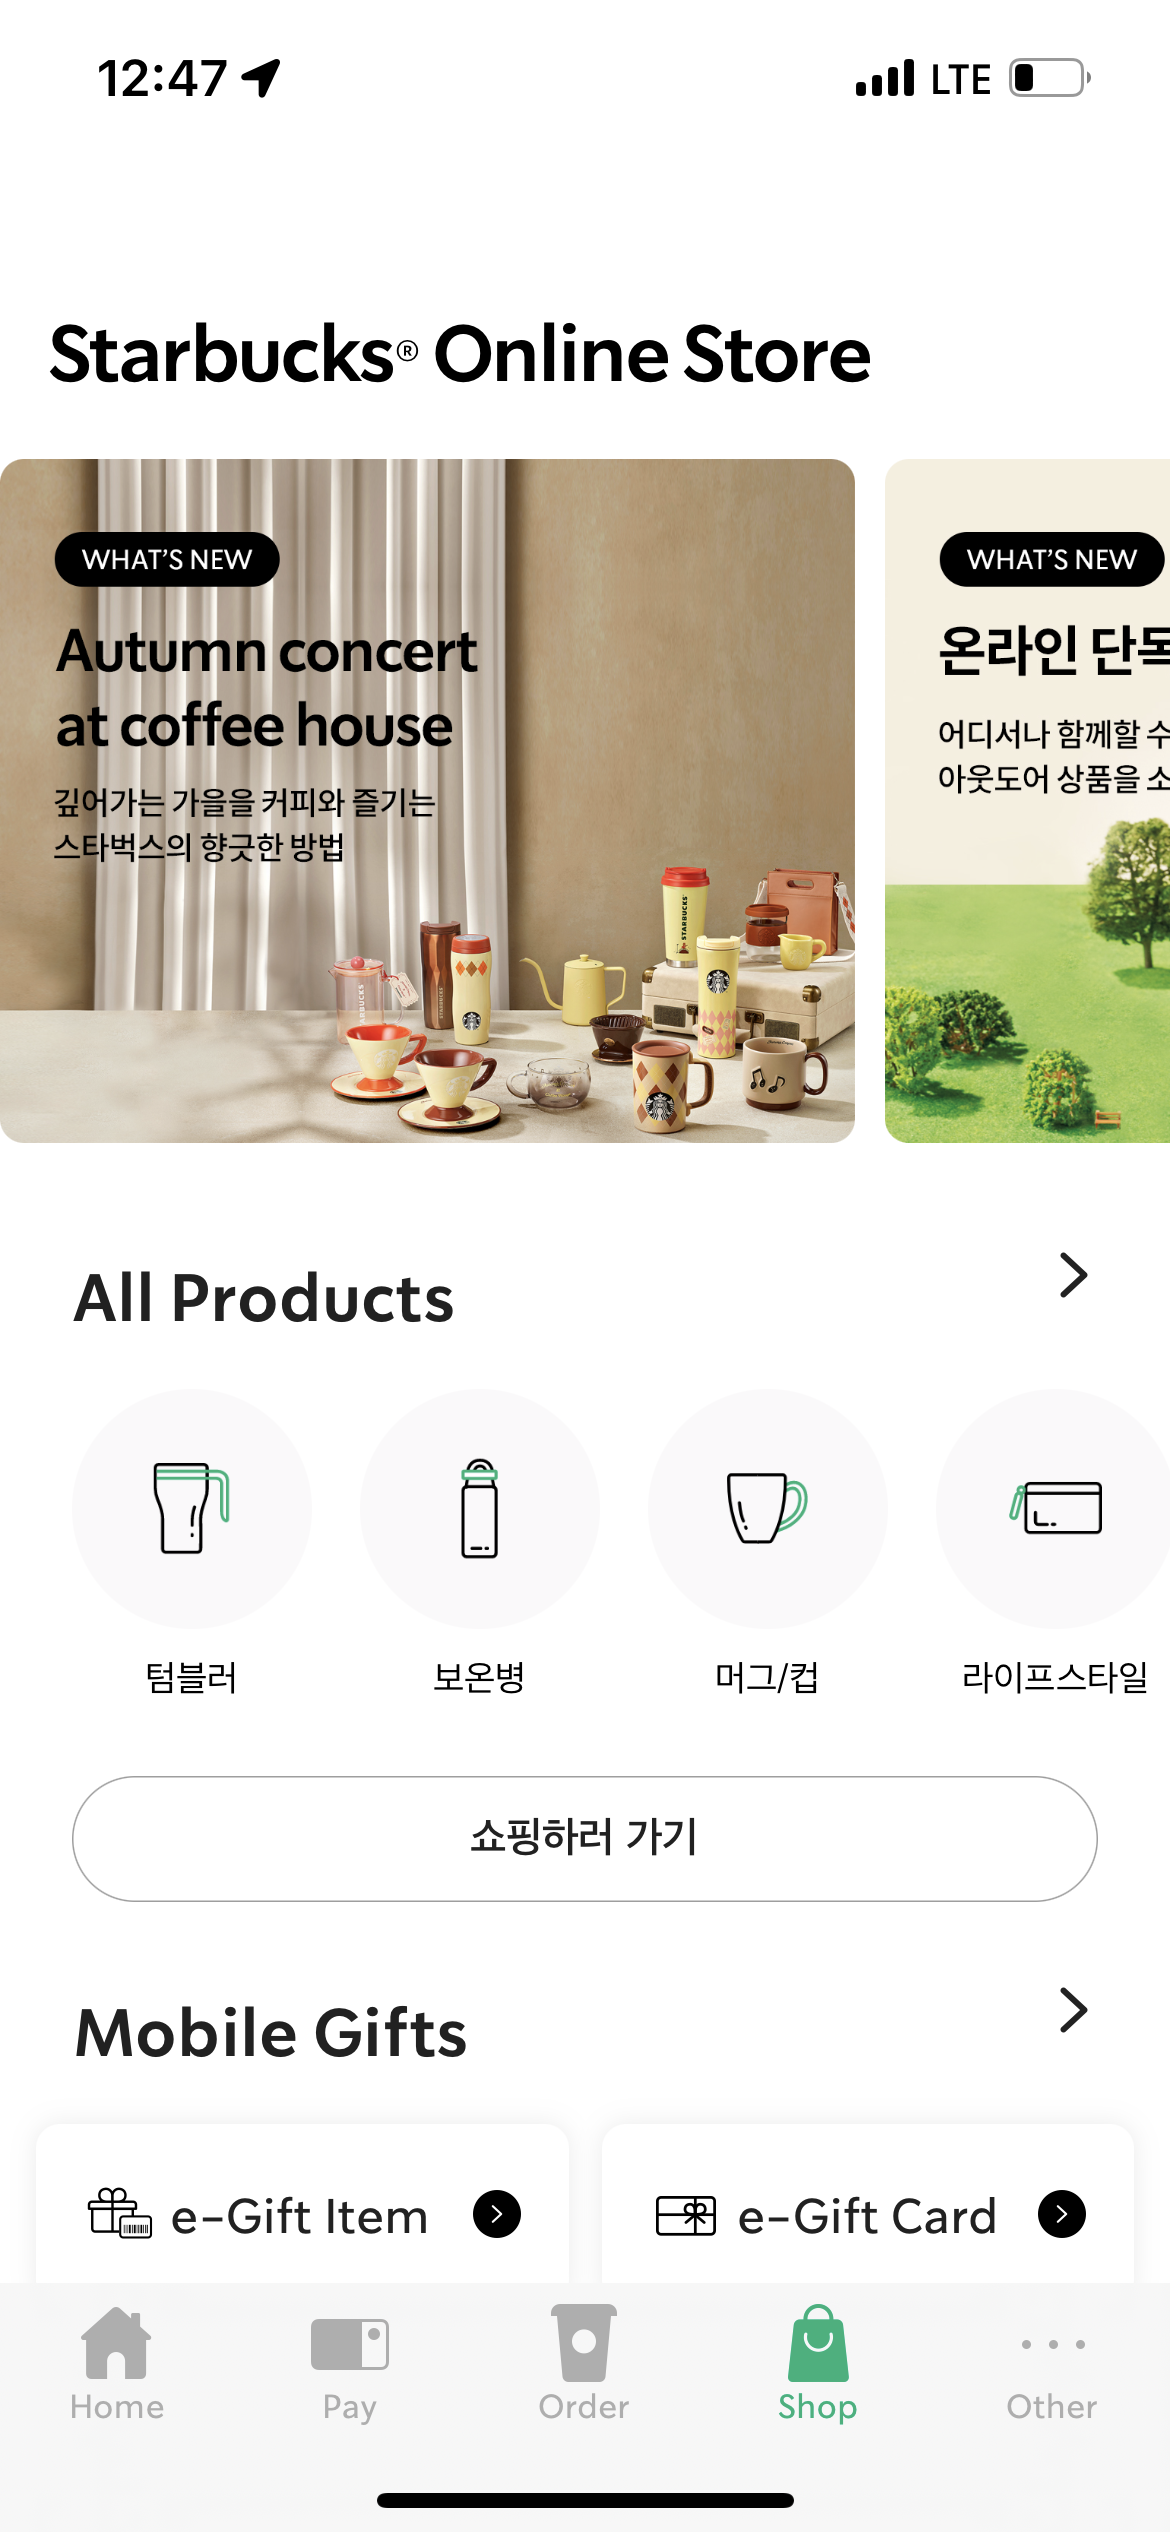 12:47
LTE
Starbucks® Online Store
WHAT'S NEW
Autumn concert
at coffee house
깊어가는 가을을 커피와 즐기는
스타벅스의 향긋한 방법
STARBUCKS
WHAT'S NEW
온라인 단독
어디서나 함께할 수
아웃도어 상품을 소
All Products
텀블러
보온병
머그/컵
라이프스타일
쇼핑하러 가기
Mobile Gifts
e-Gift Item
e-Gift Card
Home
Pay
Order
Shop
Other